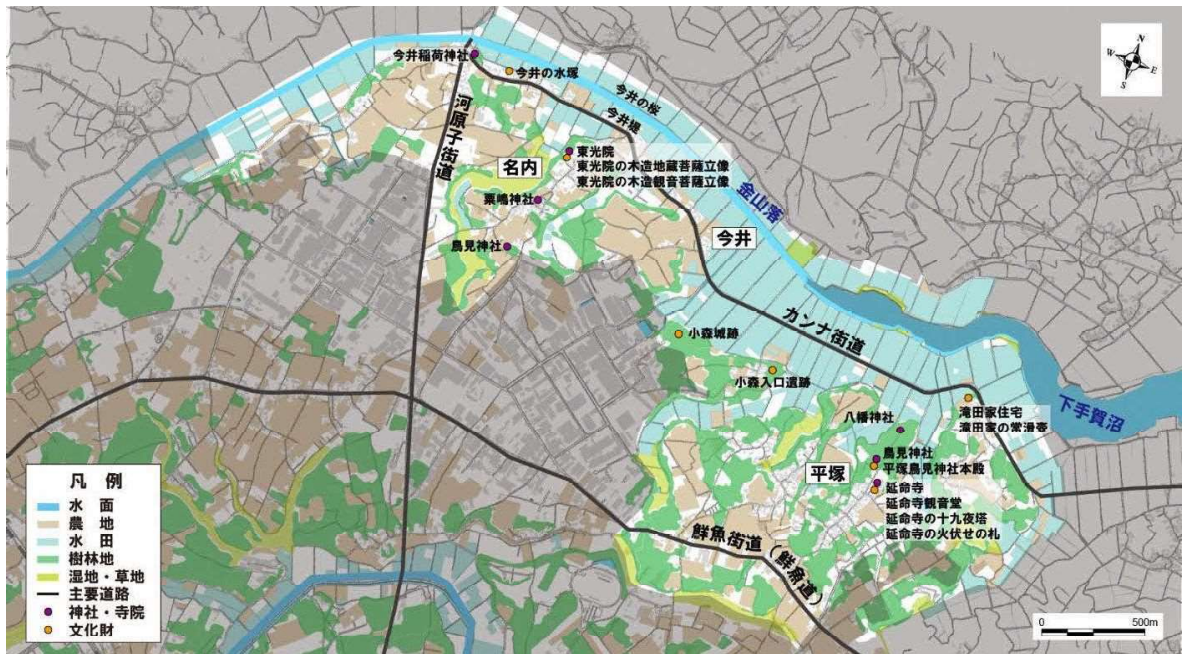 今井稲荷神社
今井の水塚
今井の桜
今井堤
河原子街道
名内
東光院
東光院の木造地蔵菩薩立像
東光院の木造観音菩薩立像
粟嶋神社
鳥見神社
金山落
今井
カンナ街道
小森城跡
小森入口遺跡
下手賀沼
滝田家住宅
滝田家の常滑壺
八幡神社
鳥見神社
平塚鳥見神社本殿
平塚
延命寺
延命寺観音堂
延命寺の十九夜塔
延命寺の火伏せの札
鮮魚街道(鮮魚道)
凡 例
水 面
農 地
水 田
樹林地
湿地・草地
主要道路
神社・寺院
文化財
N
W
E
S
0 500m